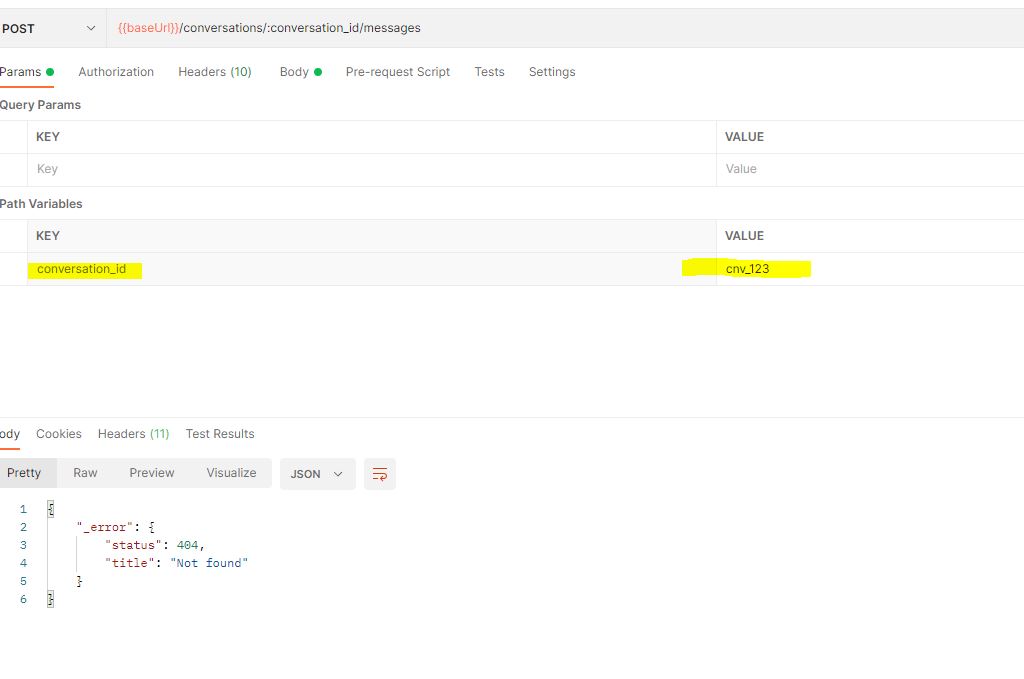 POST {{baseUrl}}/conversations/:conversation_id/messages
Params Authorization Headers (10) Body Pre-request Script Tests Settings
Query Params
KEY VALUE
Key Value
Path Variables
KEY VALUE
conversation_id cnv_123
ody Cookies Headers (11) Test Results
Pretty Raw Preview Visualize JSON
1 {
2 "_error": {
3 "status": 404,
4 "title": "Not found"
5 }
6 }